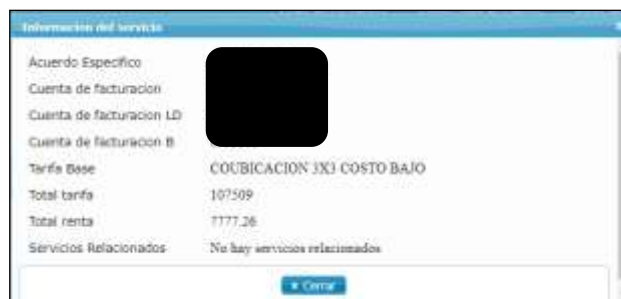 Informacion del servicio
Acuerdo Especifico
Cuenta de facturacion
Cuenta de facturacion LD
Cuenta de facturacion B
Tarifa Base COUBICACION 3X3 COSTO BAJO
Total tarifa 107509
Total renta 7777.26
Servicios Relacionados No hay servicios relacionados
Cerrar